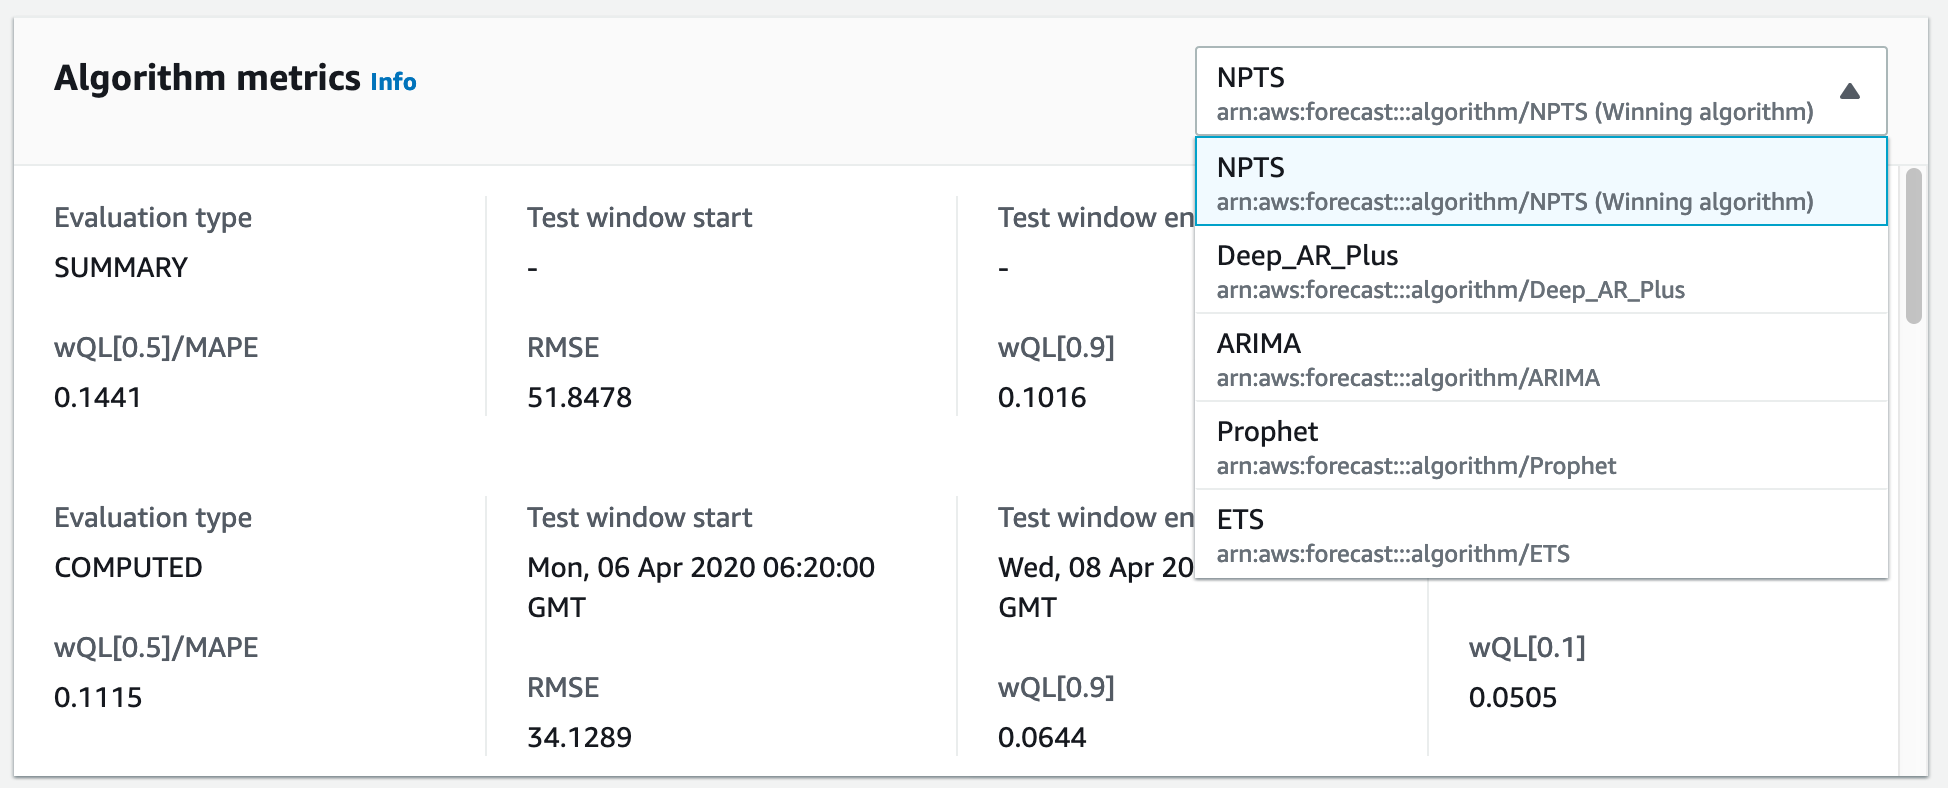 Algorithm metrics Info
NPTS
arn:aws:forecast:::algorithm/NPTS (Winning algorithm)
NPTS
arn:aws:forecast:::algorithm/NPTS (Winning algorithm)
Deep_AR_Plus
arn:aws:forecast:::algorithm/Deep_AR_Plus
ARIMA
arn:aws:forecast:::algorithm/ARIMA
Prophet
arn:aws:forecast:::algorithm/Prophet
ETS
arn:aws:forecast:::algorithm/ETS
Evaluation type
SUMMARY
Test window start
-
Test window en
-
wQL[0.5]/MAPE
0.1441
RMSE
51.8478
wQL[0.9]
0.1016
Evaluation type
COMPUTED
Test window start
Mon, 06 Apr 2020 06:20:00
GMT
Test window en
Wed, 08 Apr 20
GMT
wQL[0.5]/MAPE
0.1115
RMSE
34.1289
wQL[0.9]
0.0644
wQL[0.1]
0.0505